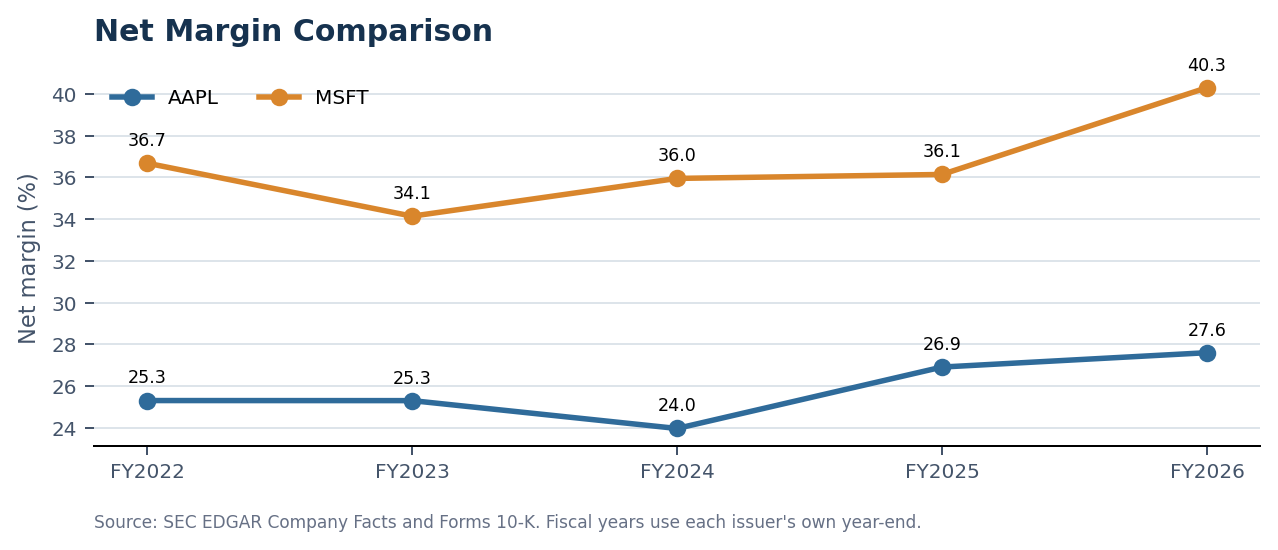 Net Margin Comparison
AAPL MSFT
Net margin (%)
40
38
36
34
32
30
28
26
24
36.7 34.1 36.0 36.1 40.3
25.3 25.3 24.0 26.9 27.6
FY2022 FY2023 FY2024 FY2025 FY2026
Source: SEC EDGAR Company Facts and Forms 10-K. Fiscal years use each issuer's own year-end.